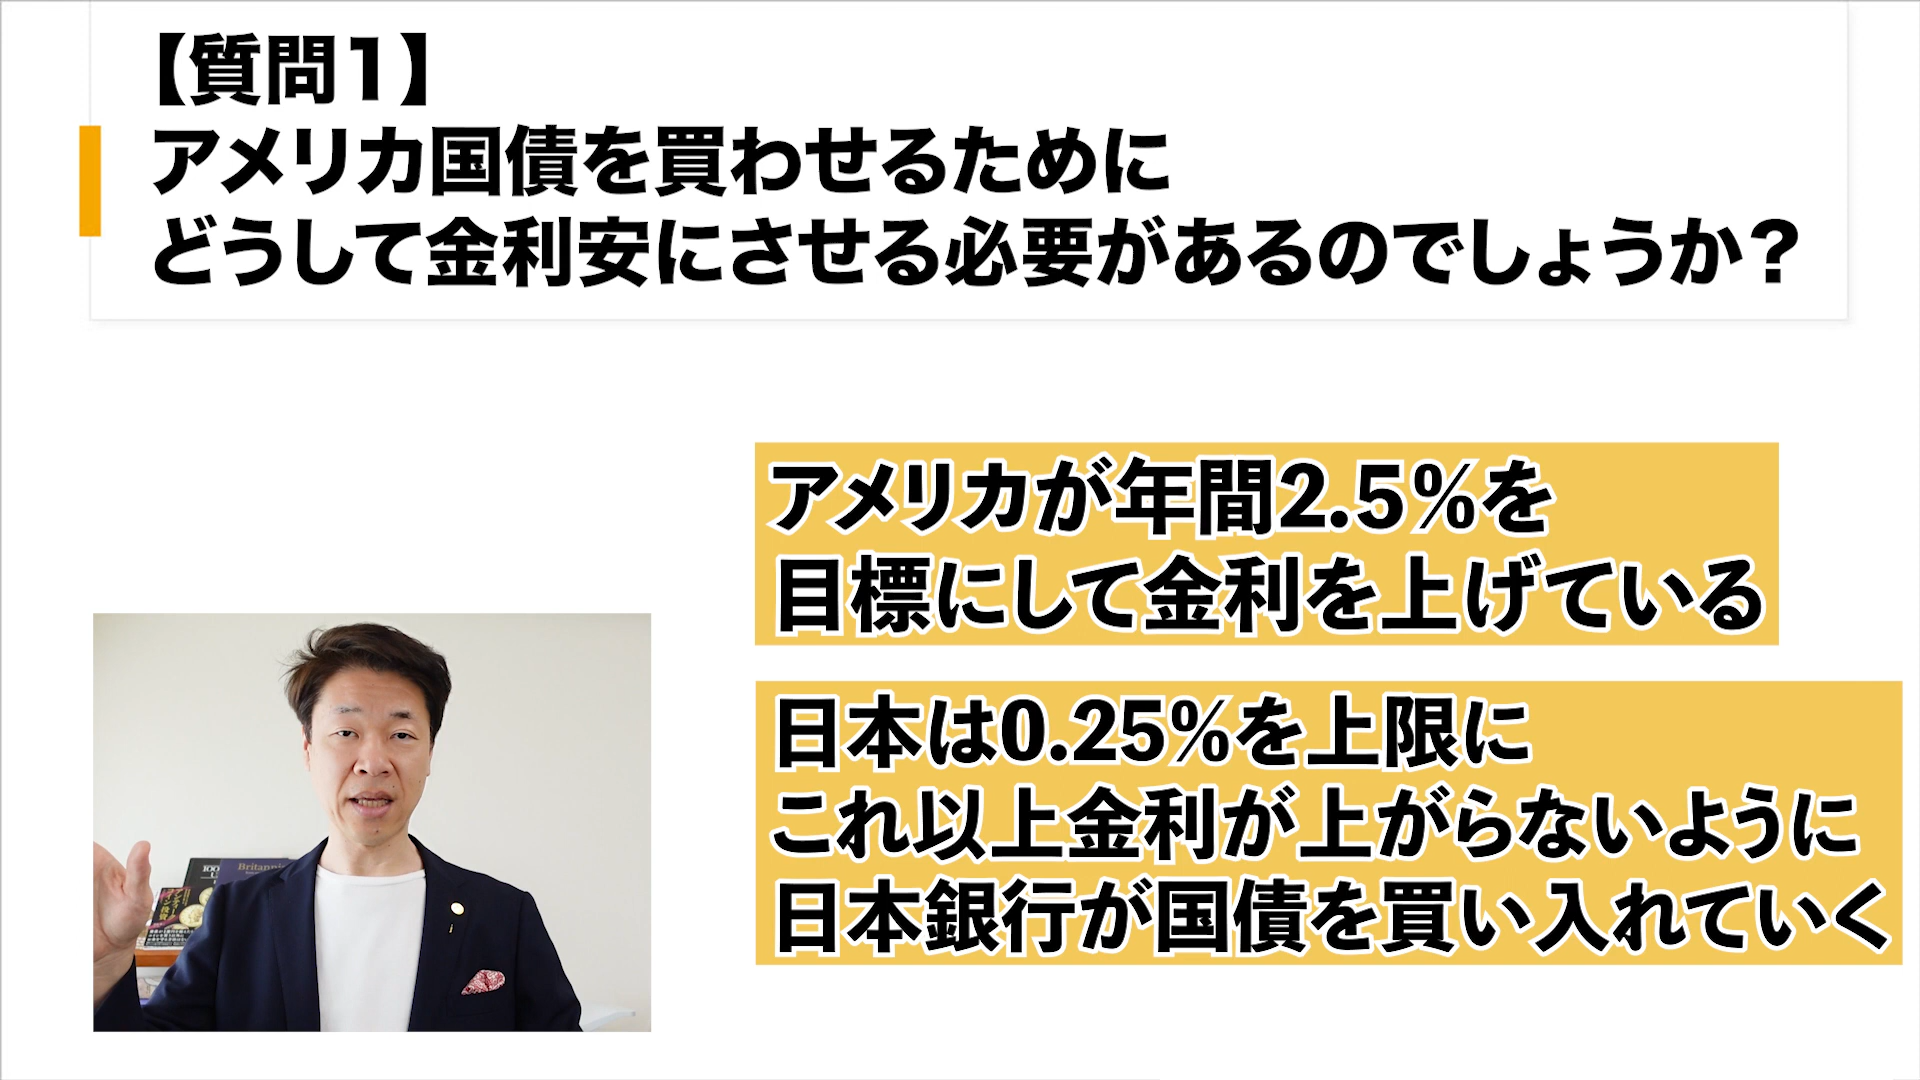 【質問1】
アメリカ国債を買わせるために
どうして金利安にさせる必要があるのでしょうか？
アメリカが年間2.5%を
目標にして金利を上げている
日本は0.25%を上限に
これ以上金利が上がらないように
日本銀行が国債を買い入れていく
100
Britanni